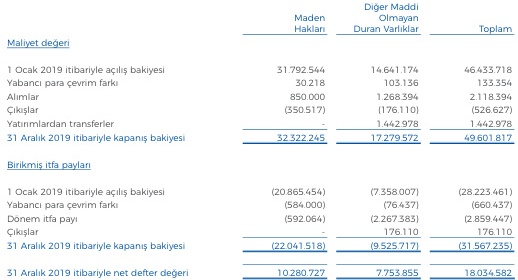 Maden Hakları Diğer Maddi Olmayan Duran Varlıklar Toplam
Maliyet değeri
1 Ocak 2019 itibariyle açılış bakiyesi 31.792.544 14.641.174 46.433.718
Yabancı para çevrim farkı 30.218 103.136 133.354
Alımlar 850.000 1.268.394 2.118.394
Çıkışlar (350.517) (176.110) (526.627)
Yatırımlardan transferler - 1.442.978 1.442.978
31 Aralık 2019 itibariyle kapanış bakiyesi 32.322.245 17.279.572 49.601.817
Birikmiş itfa payları
1 Ocak 2019 itibariyle açılış bakiyesi (20.865.454) (7.358.007) (28.223.461)
Yabancı para çevrim farkı (584.000) (76.437) (660.437)
Dönem itfa payı (592.064) (2.267.383) (2.859.447)
Çıkışlar - 176.110 176.110
31 Aralık 2019 itibariyle kapanış bakiyesi (22.041.518) (9.525.717) (31.567.235)
31 Aralık 2019 itibariyle net defter değeri 10.280.727 7.753.855 18.034.582